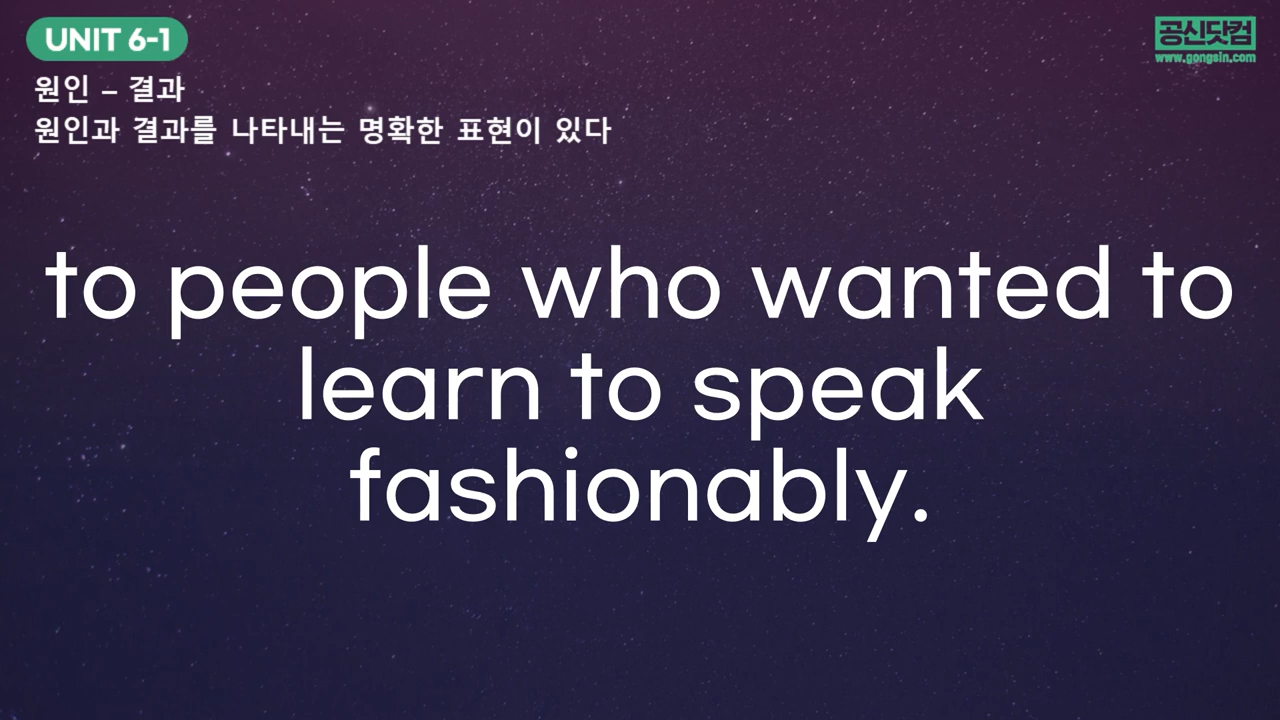 UNIT 6-1
공신닷컴
www.gongsin.com
원인 – 결과
원인과 결과를 나타내는 명확한 표현이 있다
to people who wanted to
learn to speak
fashionably.